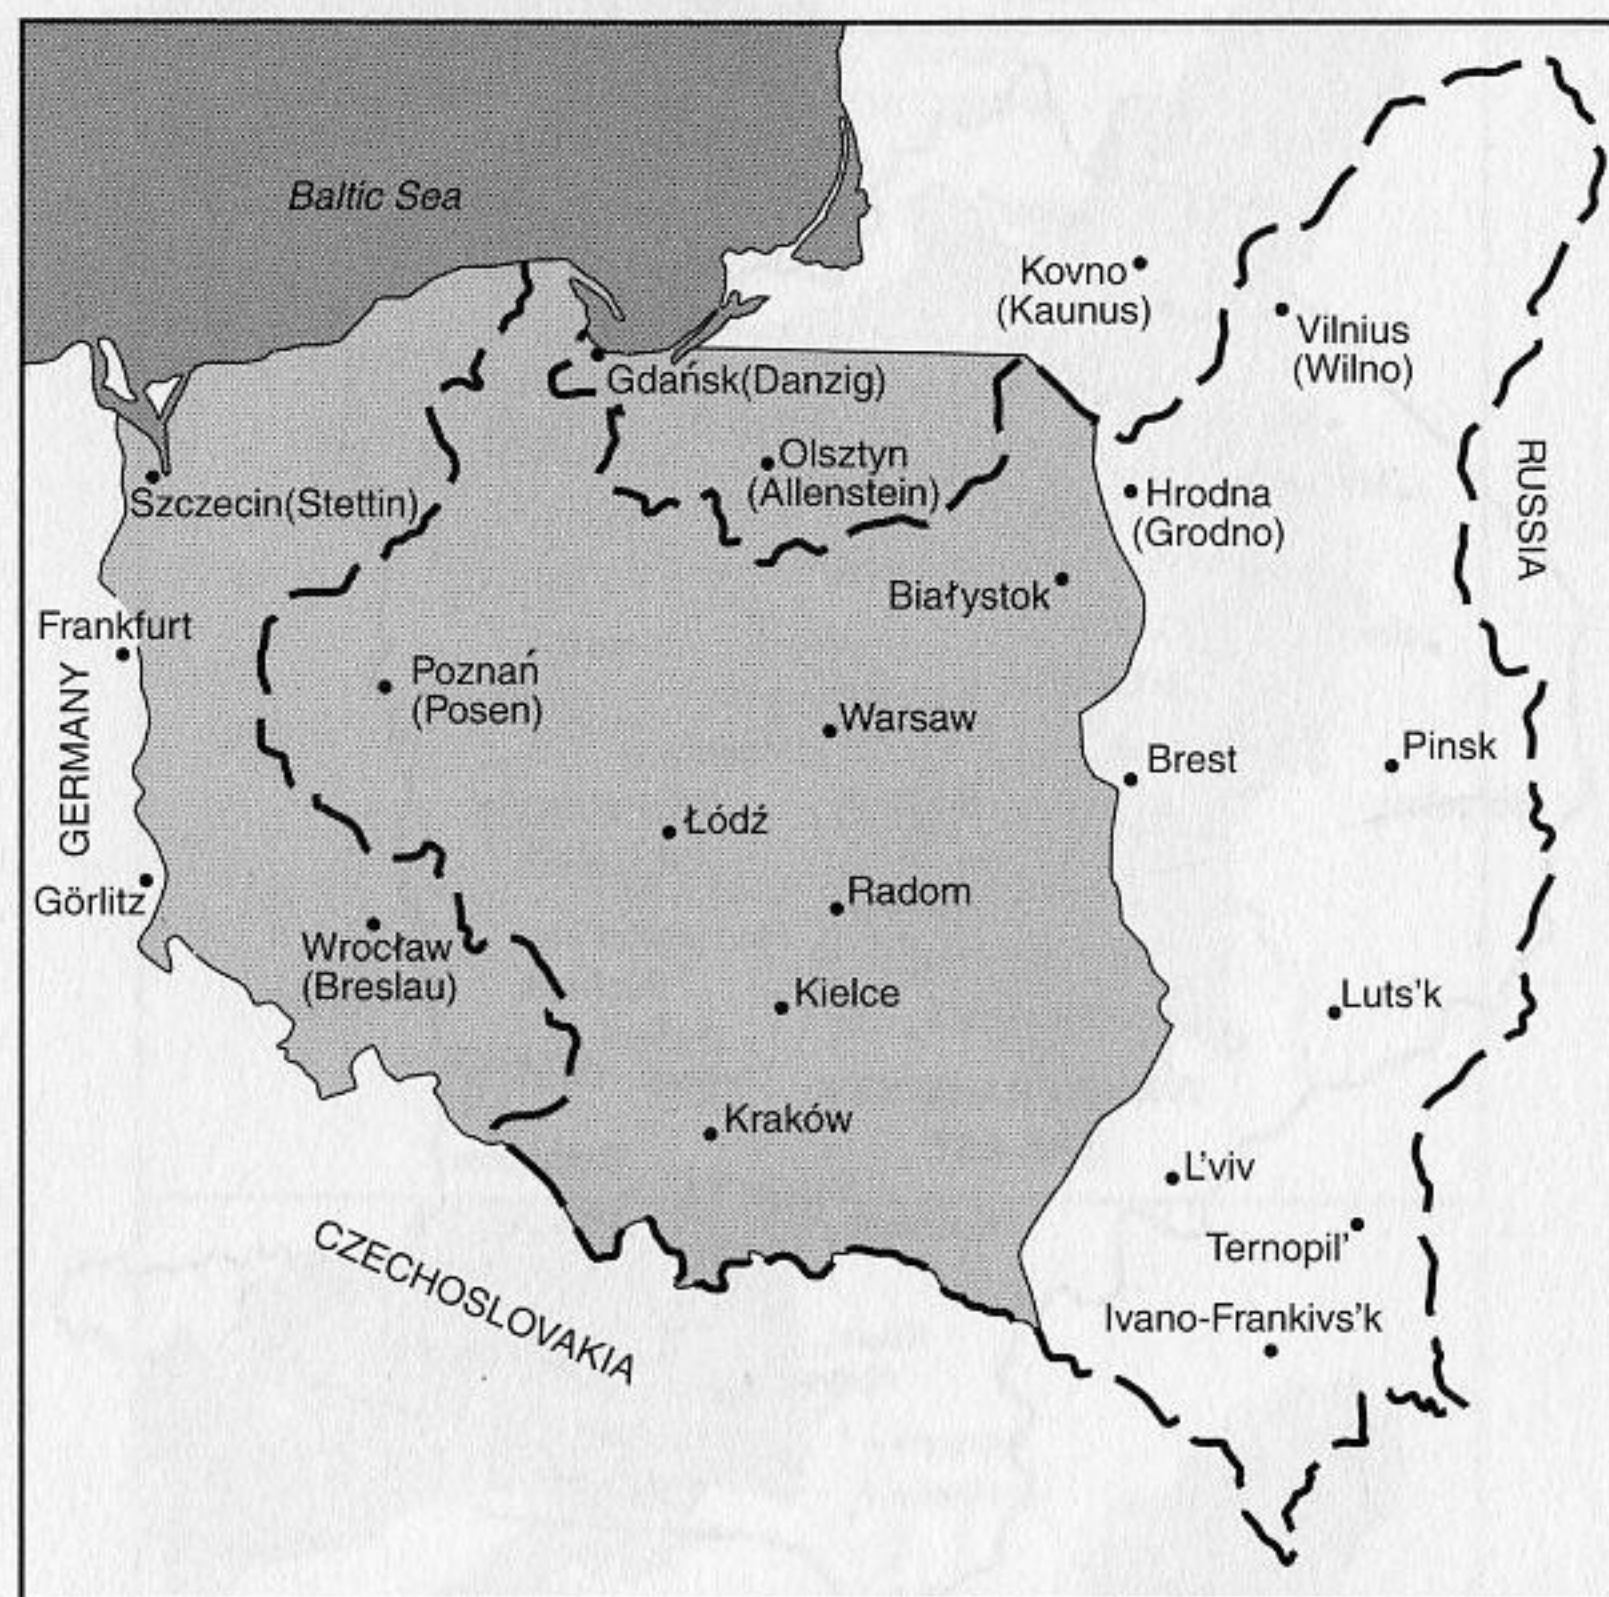 Baltic Sea
Kovno
(Kaunus)
Vilnius
(Wilno)
Gdańsk(Danzig)
Olsztyn
(Allenstein)
Szczecin(Stettin)
Hrodna
(Grodno)
RUSSIA
Białystok
Frankfurt
Poznań
(Posen)
Warsaw
Brest
Pinsk
GERMANY
Łódź
Görlitz
Radom
Wrocław
(Breslau)
Kielce
Luts'k
Kraków
L'viv
Ternopil'
CZECHOSLOVAKIA
Ivano-Frankivs'k